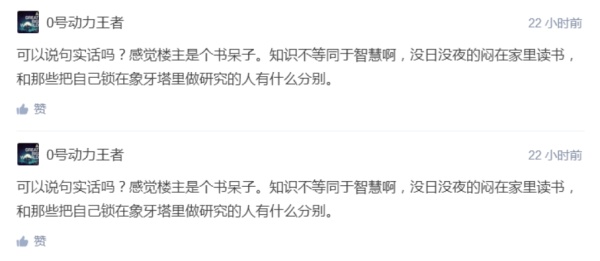 0号动力王者
22 小时前
可以说句实话吗？感觉楼主是个书呆子。知识不等同于智慧啊，没日没夜的闷在家里读书，
和那些把自己锁在象牙塔里做研究的人有什么分别。
赞
0号动力王者
22 小时前
可以说句实话吗？感觉楼主是个书呆子。知识不等同于智慧啊，没日没夜的闷在家里读书，
和那些把自己锁在象牙塔里做研究的人有什么分别。
赞